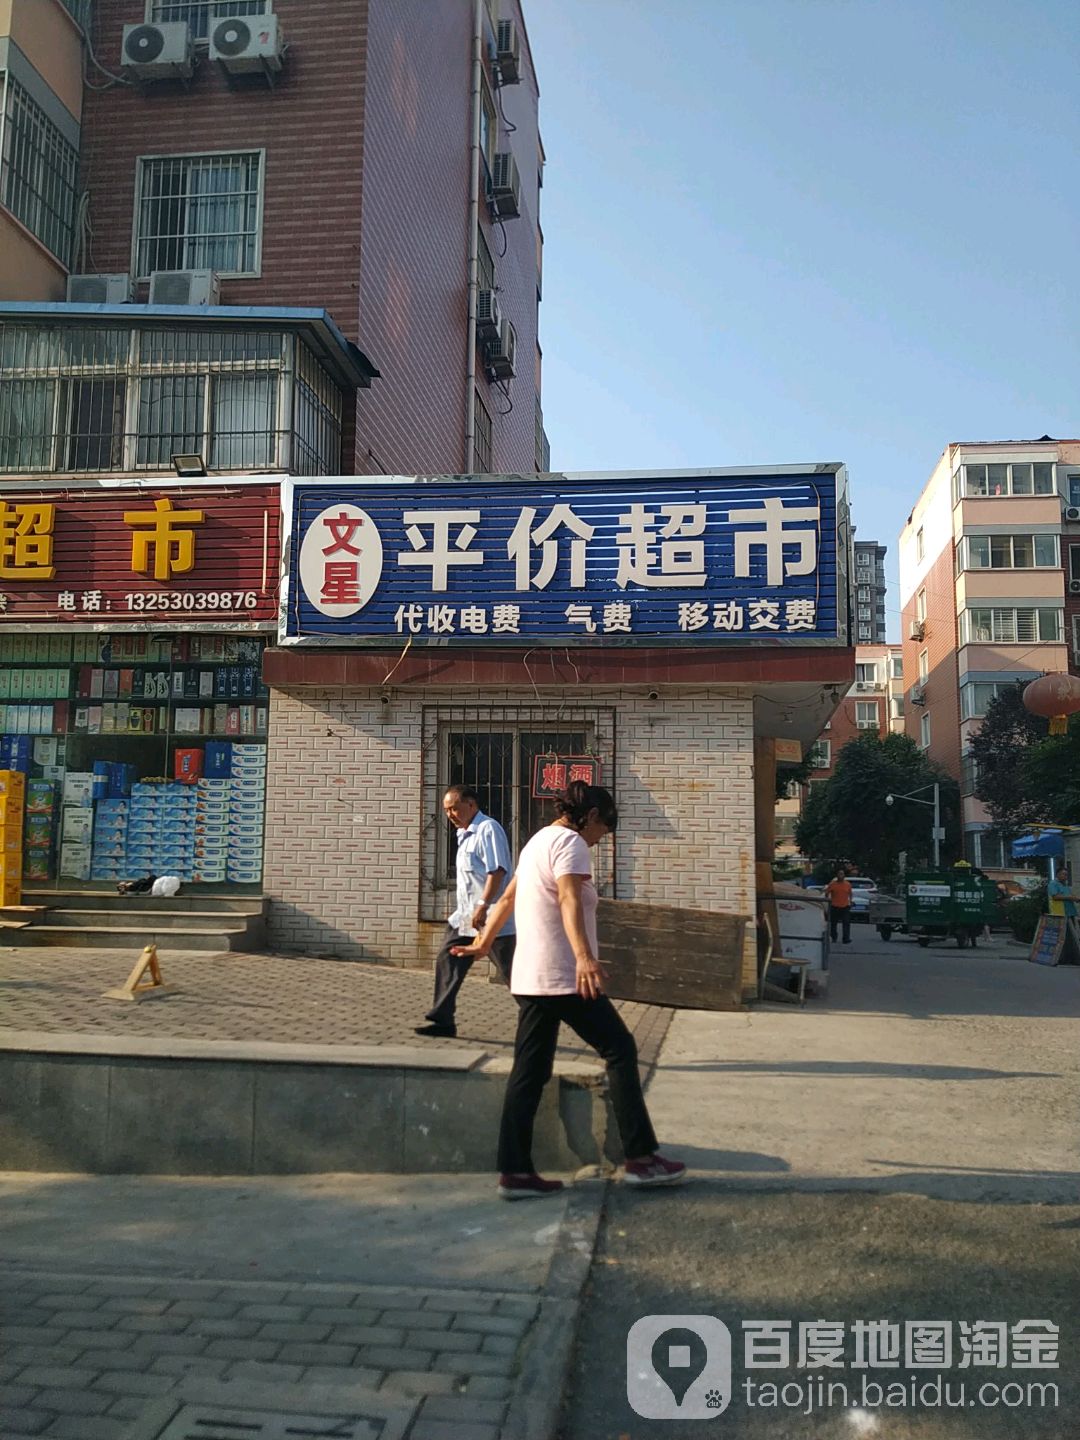 超市
电话：13253039876
文星
平价超市
代收电费 气费 移动交费
烟酒
百度地图淘金
taojin.baidu.com